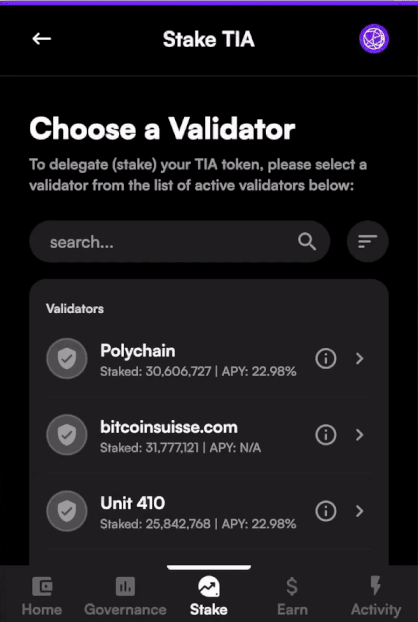 Stake TIA
Choose a Validator
To delegate (stake) your TIA token, please select a
validator from the list of active validators below:
search...
Validators
Polychain
Staked: 30,606,727 | APY: 22.98%
bitcoinsuisse.com
Staked: 31,777,121 | APY: N/A
Unit 410
Staked: 25,842,768 | APY: 22.98%
Home Governance Stake Earn Activity